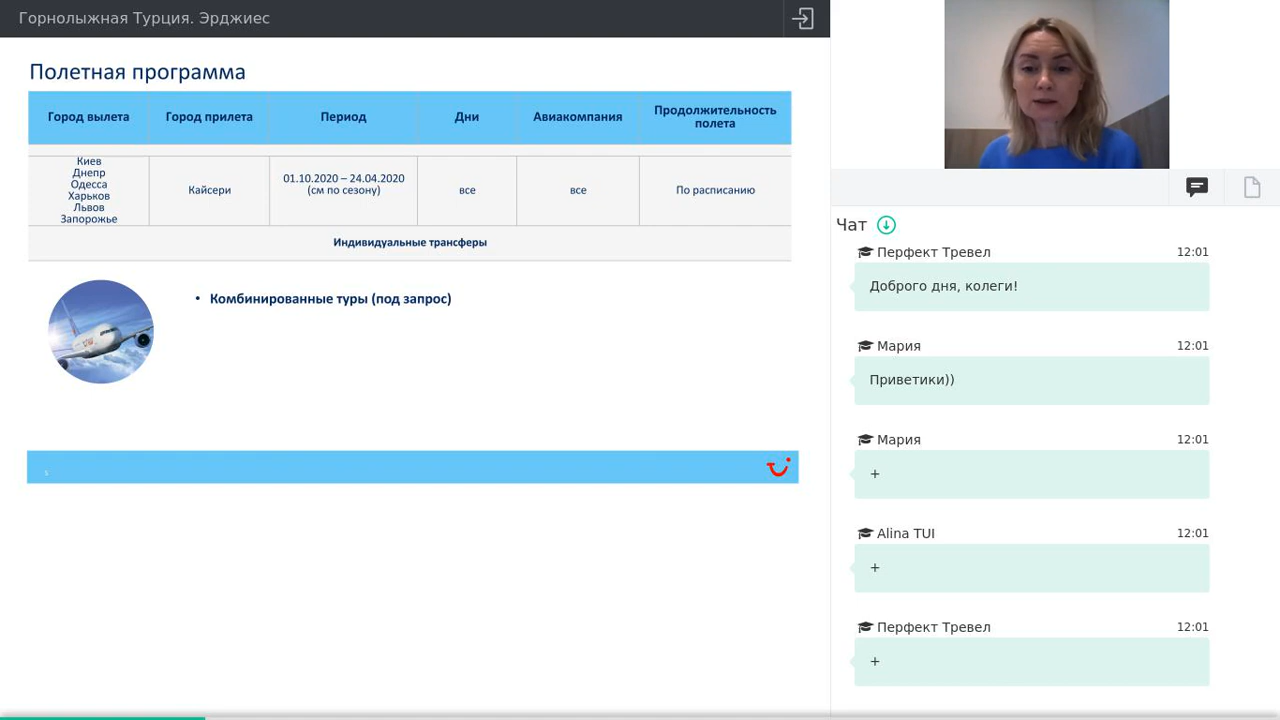 Горнолыжная Турция. Эрджиес
Полетная программа
Город вылета
Город прилета
Период
Дни
Авиакомпания
Продолжительность
полета
Киев
Днепр
Одесса
Харьков
Львов
Запорожье
Кайсери
01.10.2020 – 24.04.2020
(см по сезону)
все
все
По расписанию
Индивидуальные трансферы
• Комбинированные туры (под запрос)
Чат
Перфект Тревел 12:01
Доброго дня, колеги!
Мария 12:01
Приветики))
Мария 12:01
+
Alina TUI 12:01
+
Перфект Тревел 12:01
+